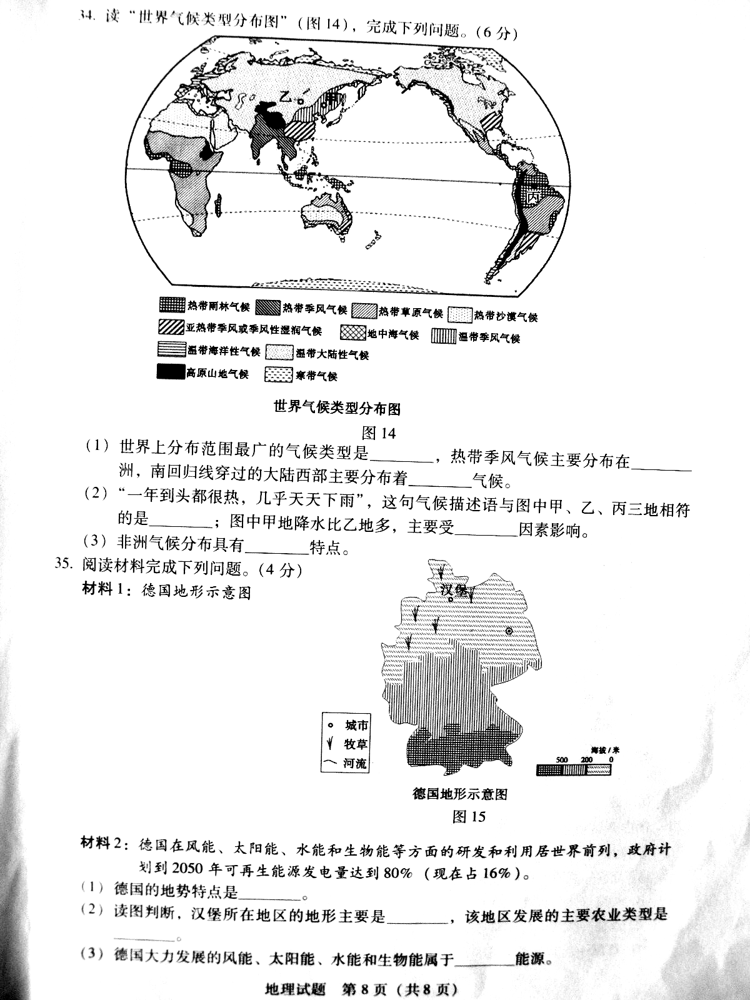 34. 读“世界气候类型分布图”(图14)，完成下列问题。(6分)
乙
甲
丙
热带雨林气候 热带季风气候 热带草原气候 热带沙漠气候
亚热带季风或季风性湿润气候 地中海气候 温带季风气候
温带海洋性气候 温带大陆性气候
高原山地气候 寒带气候
世界气候类型分布图
图14
(1) 世界上分布范围最广的气候类型是________，热带季风气候主要分布在________
洲，南回归线穿过的大陆西部主要分布着________气候。
(2)“一年到头都很热，几乎天天下雨”，这句气候描述语与图中甲、乙、丙三地相符
的是________；图中甲地降水比乙地多，主要受________因素影响。
(3) 非洲气候分布具有________特点。
35. 阅读材料完成下列问题。(4分)
材料1：德国地形示意图
汉堡
城市
牧草
河流
海拔/米
500 200 0
德国地形示意图
图15
材料2：德国在风能、太阳能、水能和生物能等方面的研发和利用居世界前列，政府计
划到2050年可再生能源发电量达到80%（现在占16%）。
(1) 德国的地势特点是________。
(2) 读图判断，汉堡所在地区的地形主要是________，该地区发展的主要农业类型是
________。
(3) 德国大力发展的风能、太阳能、水能和生物能属于________能源。
地理试题 第8页（共8页）